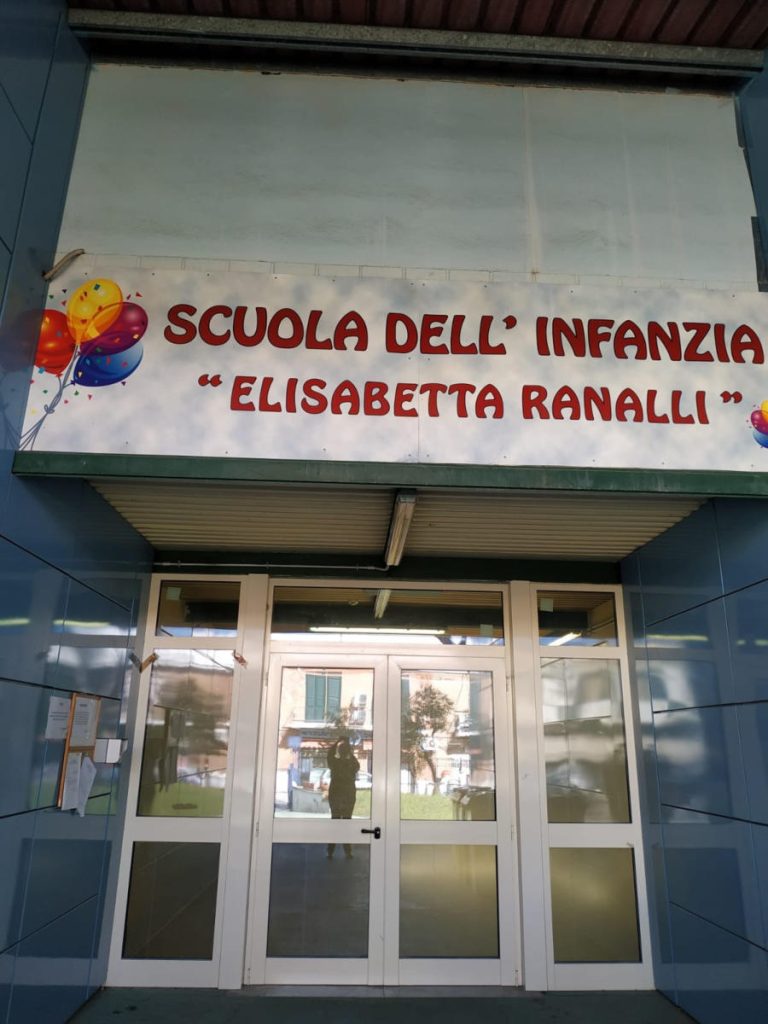 SCUOLA DELL' INFANZIA
“ELISABETTA RANALLI”